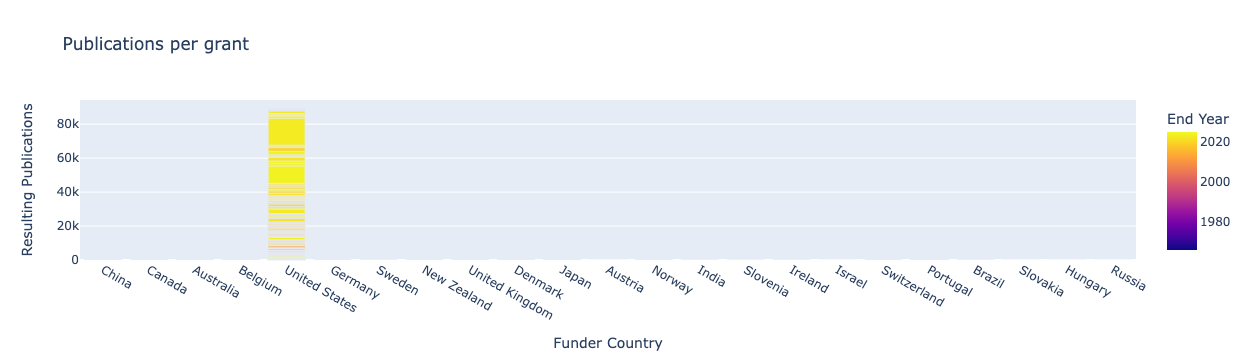 Publications per grant
Resulting Publications
80k
60k
40k
20k
0
China
Canada
Australia
Belgium
United States
Germany
Sweden
New Zealand
United Kingdom
Denmark
Japan
Austria
Norway
India
Slovenia
Ireland
Israel
Switzerland
Portugal
Brazil
Slovakia
Hungary
Russia
Funder Country
End Year
2020
2000
1980